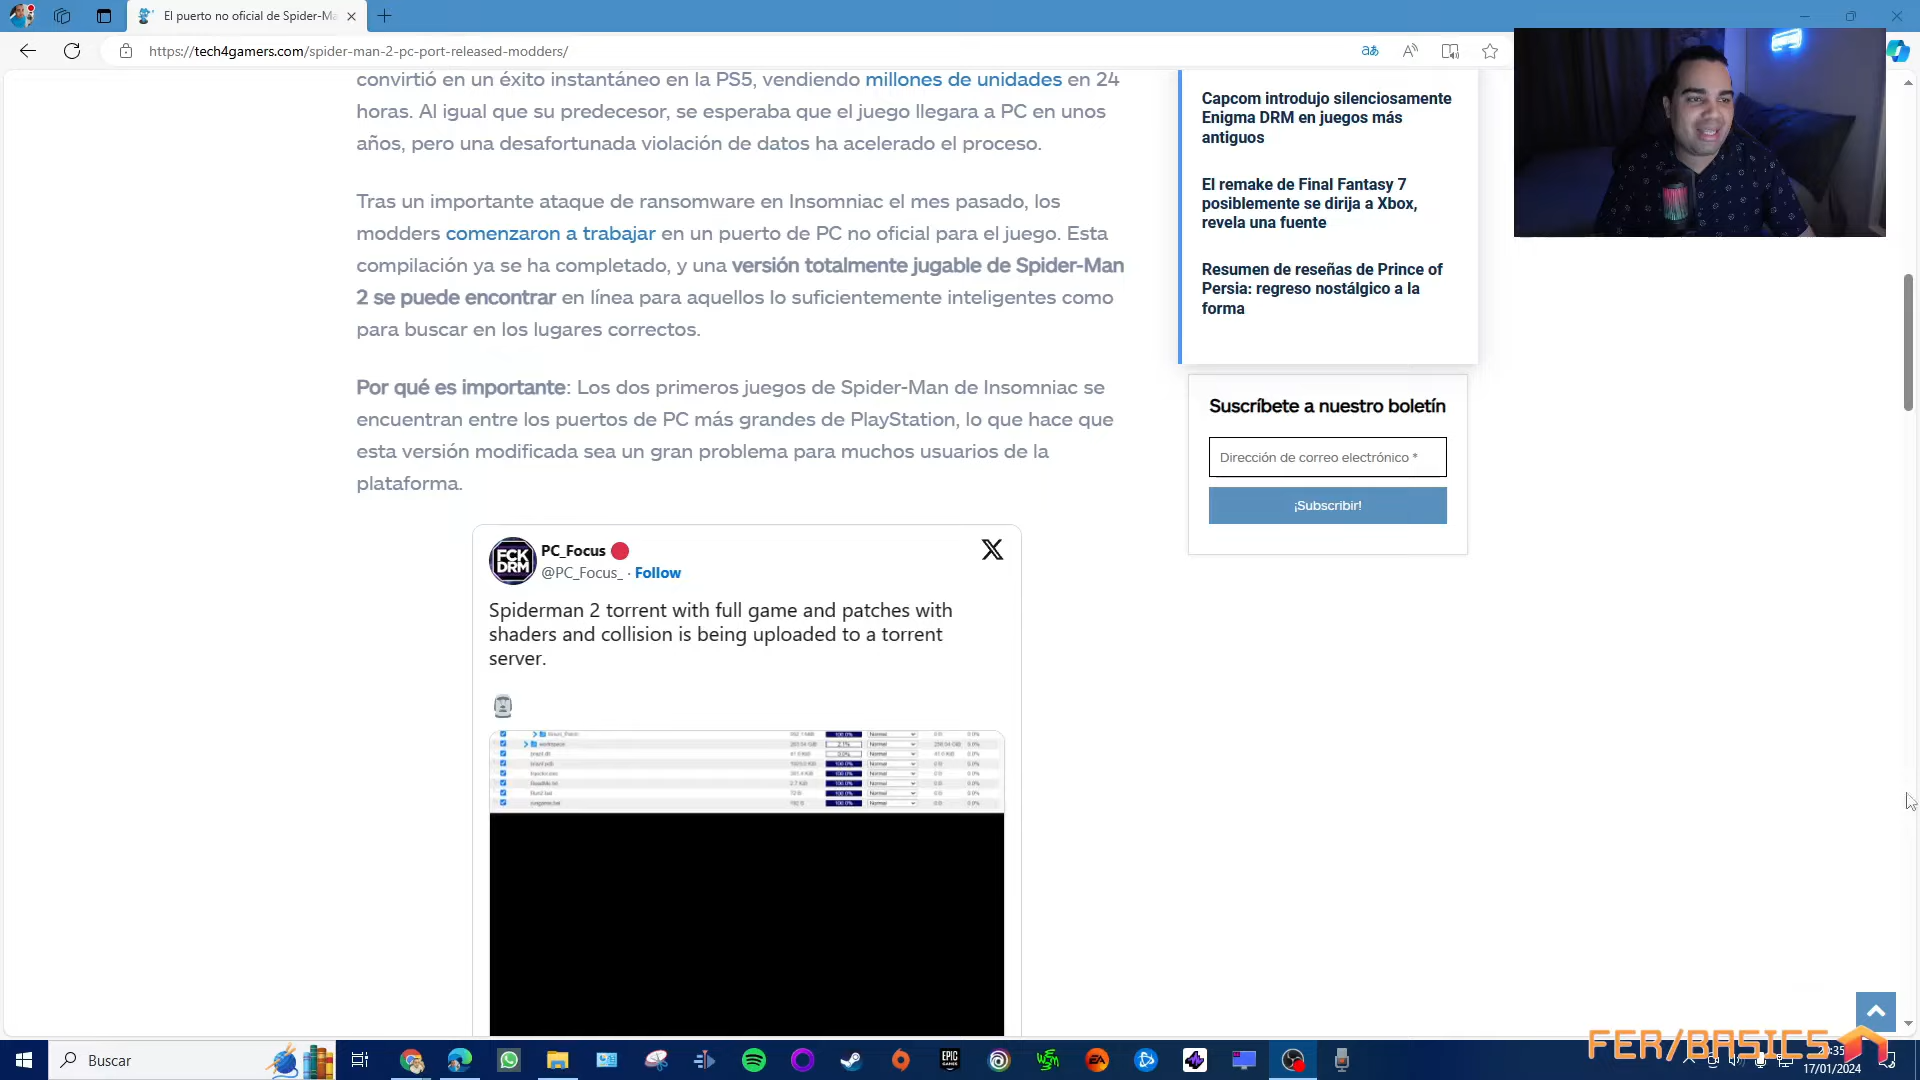 El puerto no oficial de Spider-Ma
https://tech4gamers.com/spider-man-2-pc-port-released-modders/
convirtió en un éxito instantáneo en la PS5, vendiendo millones de unidades en 24
horas. Al igual que su predecesor, se esperaba que el juego llegara a PC en unos
años, pero una desafortunada violación de datos ha acelerado el proceso.
Tras un importante ataque de ransomware en Insomniac el mes pasado, los
modders comenzaron a trabajar en un puerto de PC no oficial para el juego. Esta
compilación ya se ha completado, y una versión totalmente jugable de Spider-Man
2 se puede encontrar en línea para aquellos lo suficientemente inteligentes como
para buscar en los lugares correctos.
Por qué es importante: Los dos primeros juegos de Spider-Man de Insomniac se
encuentran entre los puertos de PC más grandes de PlayStation, lo que hace que
esta versión modificada sea un gran problema para muchos usuarios de la
plataforma.
FCK
DRM
PC_Focus
@PC_Focus_ · Follow
Spiderman 2 torrent with full game and patches with
shaders and collision is being uploaded to a torrent
server.
Capcom introdujo silenciosamente
Enigma DRM en juegos más
antiguos
El remake de Final Fantasy 7
posiblemente se dirija a Xbox,
revela una fuente
Resumen de reseñas de Prince of
Persia: regreso nostálgico a la
forma
Suscríbete a nuestro boletín
Dirección de correo electrónico *
¡Subscribir!
Buscar
FER/BASICS
17/01/2024